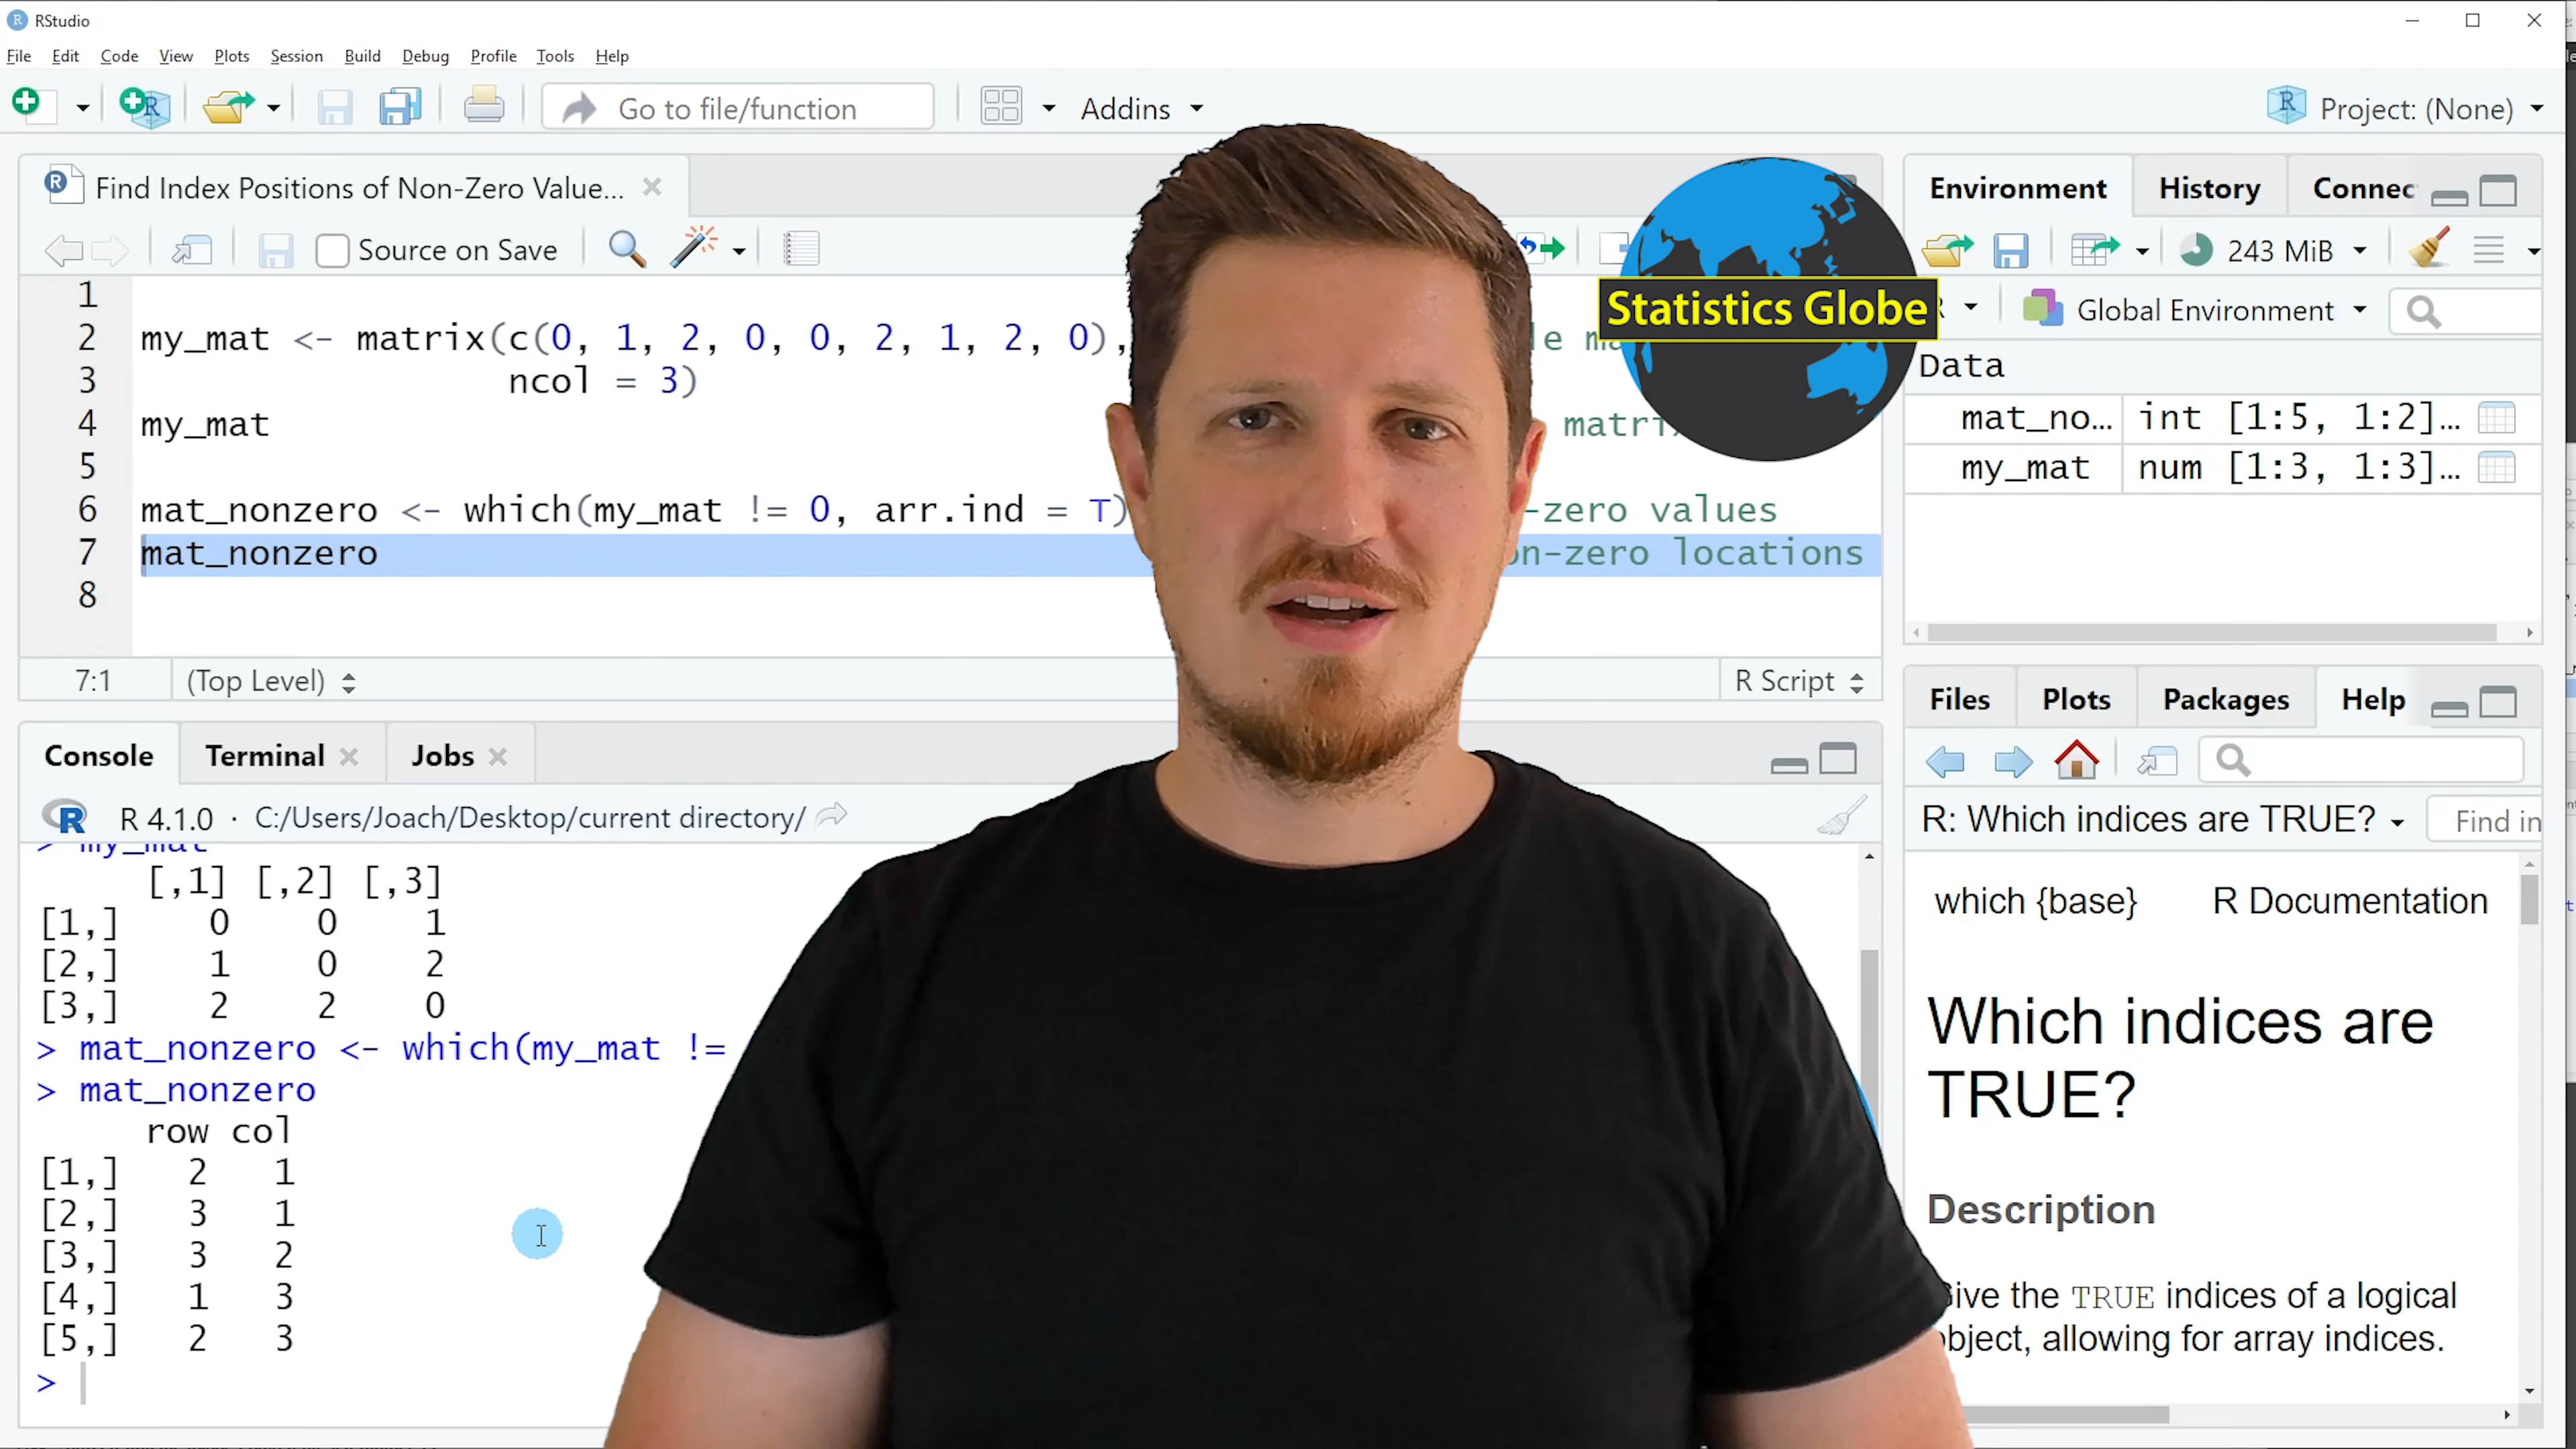 RStudio
File Edit Code View Plots Session Build Debug Profile Tools Help
Go to file/function
Addins
Project: (None)
Find Index Positions of Non-Zero Value...
Source on Save
1
2 my_mat <- matrix(c(0, 1, 2, 0, 0, 2, 1, 2, 0),
3 ncol = 3)
4 my_mat matrix
5
6 mat_nonzero <- which(my_mat != 0, arr.ind = T) -zero values
7 mat_nonzero on-zero locations
8
7:1 (Top Level) R Script
Statistics Globe
Console Terminal Jobs
R 4.1.0 · C:/Users/Joach/Desktop/current directory/
> my_mat
[,1] [,2] [,3]
[1,] 0 0 1
[2,] 1 0 2
[3,] 2 2 0
> mat_nonzero <- which(my_mat !=
> mat_nonzero
row col
[1,] 2 1
[2,] 3 1
[3,] 3 2
[4,] 1 3
[5,] 2 3
>
Environment History Connec
243 MiB
R Global Environment
Data
mat_no... int [1:5, 1:2]...
my_mat num [1:3, 1:3]...
Files Plots Packages Help
R: Which indices are TRUE? Find in
which {base} R Documentation
Which indices are
TRUE?
Description
Give the TRUE indices of a logical
object, allowing for array indices.